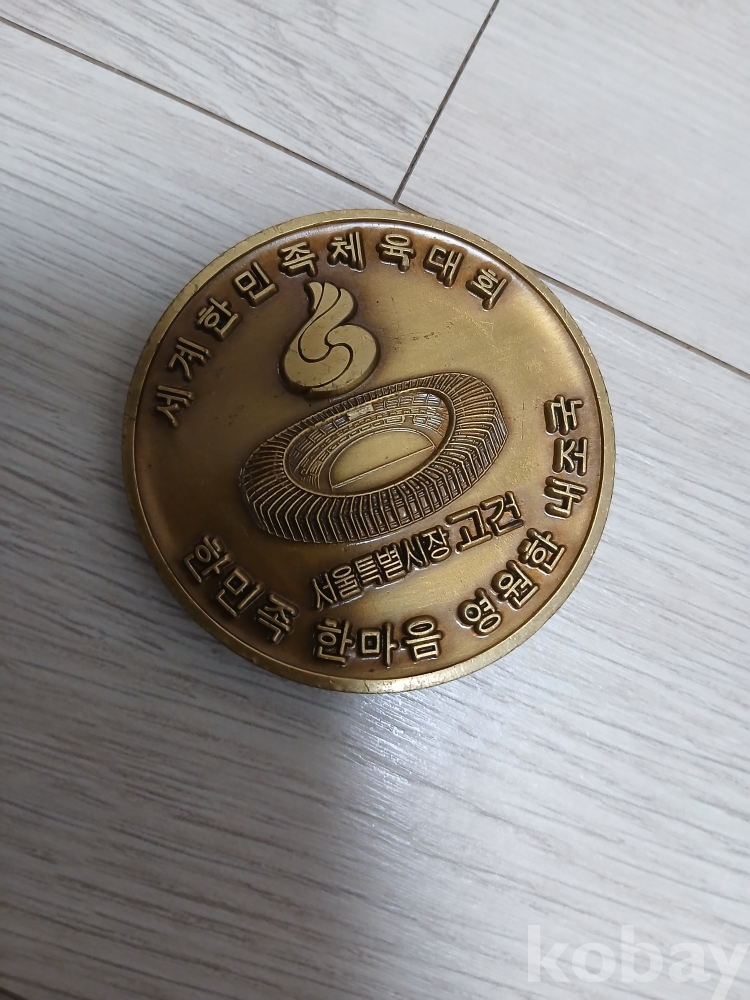 세계한민족체육대회
서울특별시장 고건
한민족 한마음 영원한 내조국
kobay